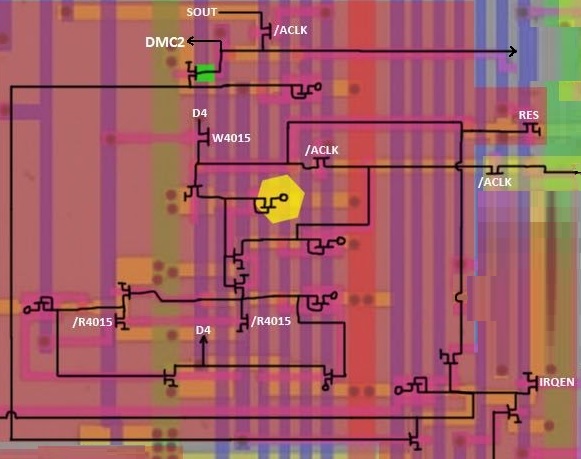 SOUT
/ACLK
DMC2
D4
W4015
RES
/ACLK
/ACLK
/R4015
/R4015
D4
IRQEN